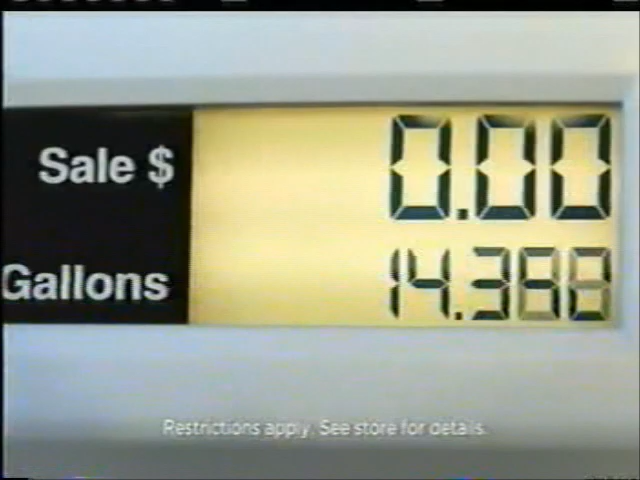 Sale $ 0.00
Gallons 14.388
Restrictions apply. See store for details.